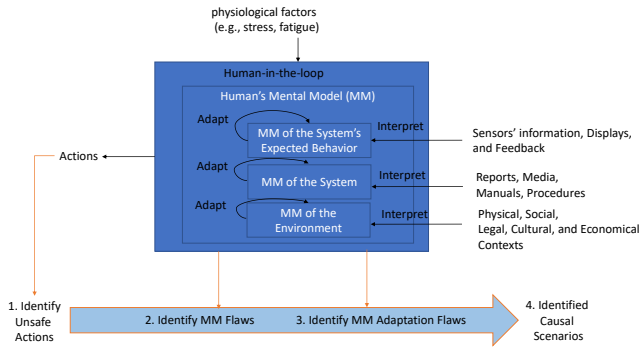 physiological factors
(e.g., stress, fatigue)
Human-in-the-loop
Human's Mental Model (MM)
Adapt
MM of the System's
Expected Behavior
Interpret
Sensors' information, Displays,
and Feedback
Actions
Adapt
MM of the System
Interpret
Reports, Media,
Manuals, Procedures
Adapt
MM of the
Environment
Interpret
Physical, Social,
Legal, Cultural, and Economical
Contexts
1. Identify
Unsafe
Actions
2. Identify MM Flaws
3. Identify MM Adaptation Flaws
4. Identified
Causal
Scenarios